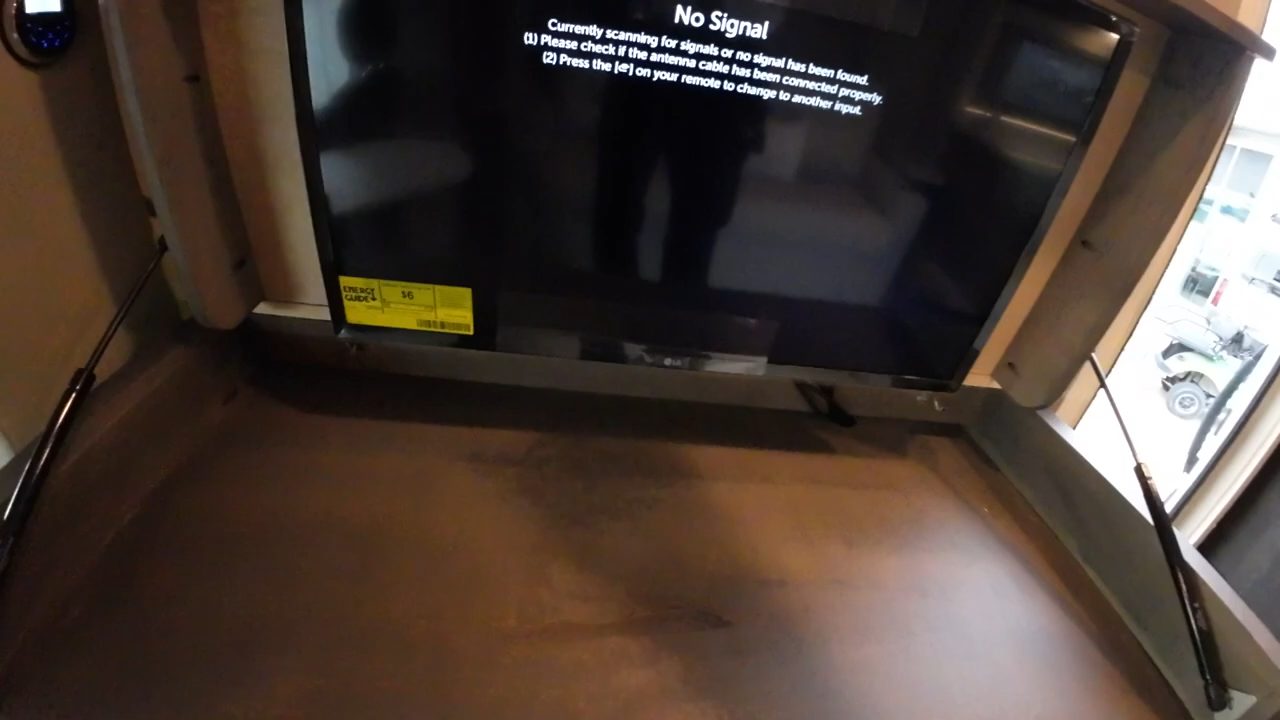 No Signal
Currently scanning for signals or no signal has been found.
(1) Please check if the antenna cable has been connected properly.
(2) Press the [⏎] on your remote to change to another input.
ENERGY
GUIDE
$6
LG